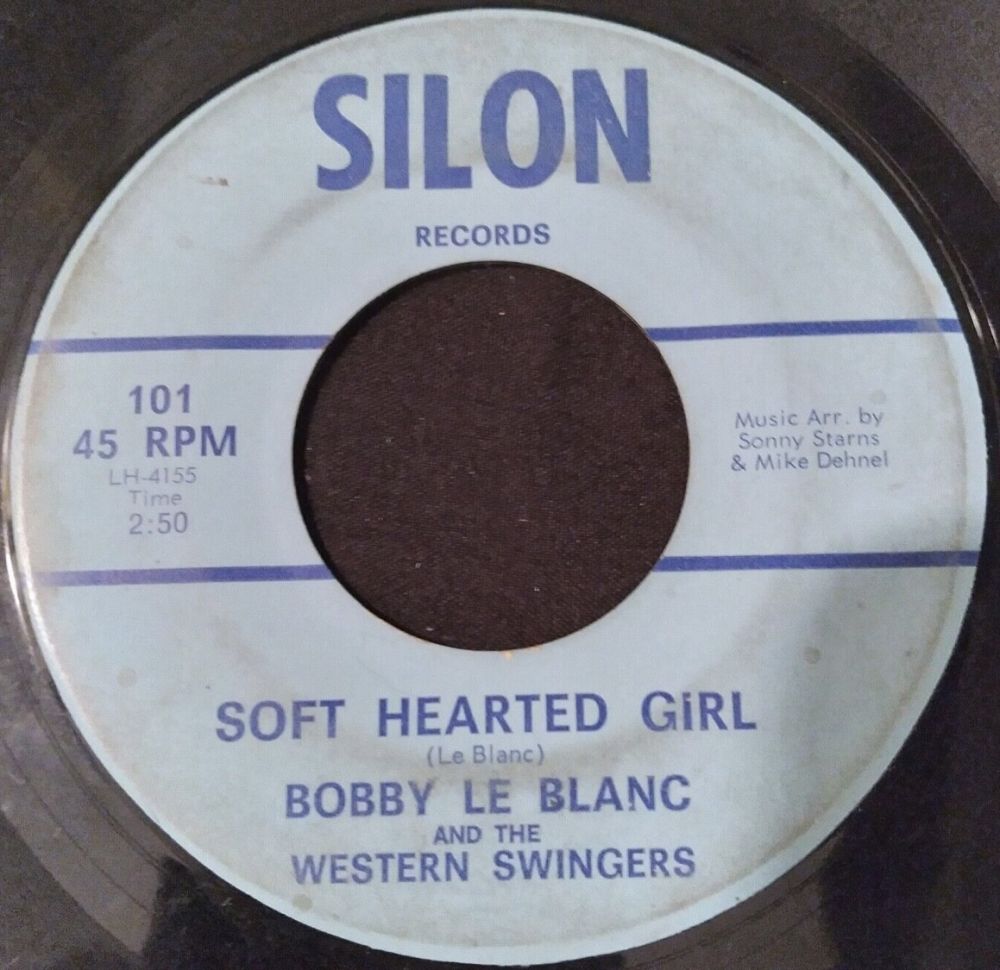 SILON
RECORDS
101
45 RPM
LH-4155
Time
2:50
Music Arr. by
Sonny Starns
& Mike Dehnel
SOFT HEARTED GiRL
(Le Blanc)
BOBBY LE BLANC
AND THE
WESTERN SWINGERS